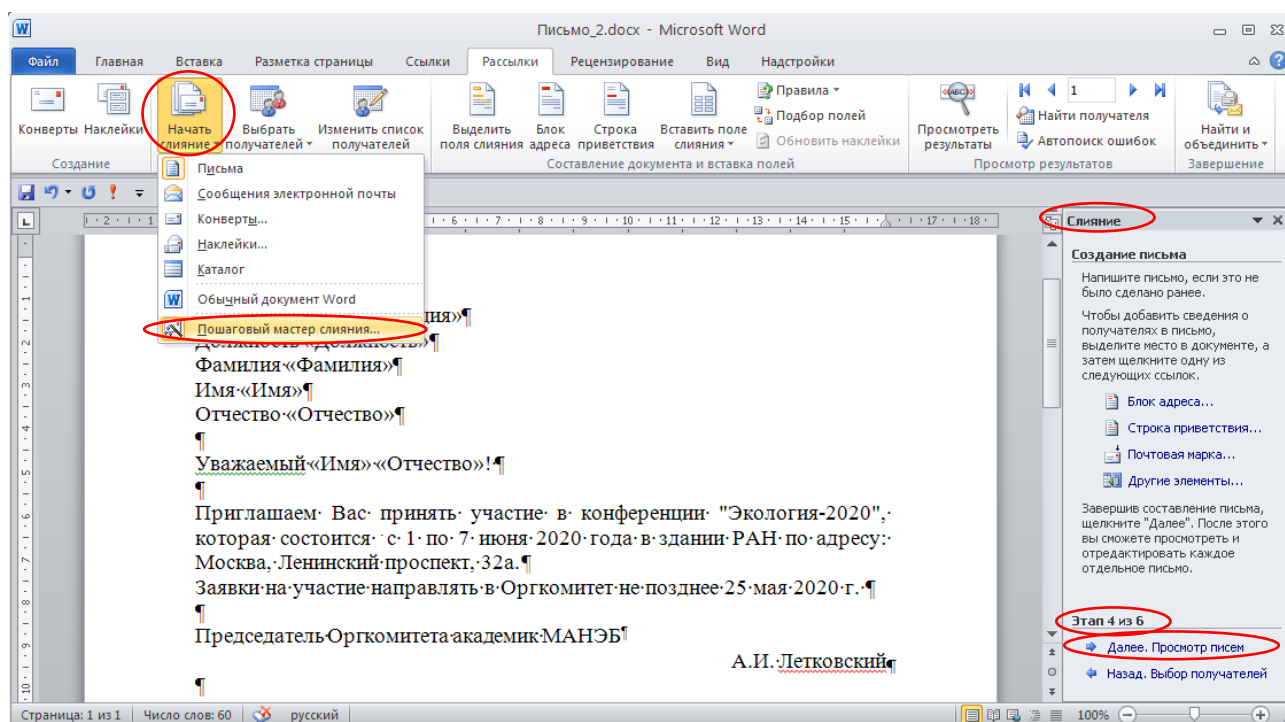 Письмо_2.docx - Microsoft Word
Файл Главная Вставка Разметка страницы Ссылки Рассылки Рецензирование Вид Надстройки
Конверты Наклейки
Создание
Начать слияние
Выбрать получателей
Изменить список получателей
Выделить поля слияния
Блок адреса
Строка приветствия
Вставить поле слияния
Правила
Подбор полей
Обновить наклейки
Составление документа и вставка полей
Просмотреть результаты
1
Найти получателя
Автопоиск ошибок
Просмотр результатов
Найти и объединить
Завершение
Письма
Сообщения электронной почты
Конверты...
Наклейки...
Каталог
Обычный документ Word
Пошаговый мастер слияния...
Должность·«Должность»¶
Фамилия·«Фамилия»¶
Имя·«Имя»¶
Отчество·«Отчество»¶
¶
Уважаемый·«Имя»·«Отчество»!·¶
¶
Приглашаем· Вас· принять· участие· в· конференции· "Экология-2020",·
которая· состоится· ·с·1· по· 7· июня· 2020· года· в· здании· РАН· по· адресу:·
Москва,·Ленинский·проспект,·32а.¶
Заявки·на·участие·направлять·в·Оргкомитет·не·позднее·25·мая·2020·г.·¶
¶
Председатель·Оргкомитета·академик·МАНЭБ¶
А.И.·Летковский¶
¶
Слияние
Создание письма
Напишите письмо, если это не
было сделано ранее.
Чтобы добавить сведения о
получателях в письмо,
выделите место в документе, а
затем щелкните одну из
следующих ссылок.
Блок адреса...
Строка приветствия...
Почтовая марка...
Другие элементы...
Завершив составление письма,
щелкните "Далее". После этого
вы сможете просмотреть и
отредактировать каждое
отдельное письмо.
Этап 4 из 6
Далее. Просмотр писем
Назад. Выбор получателей
Страница: 1 из 1 Число слов: 60 русский 100%